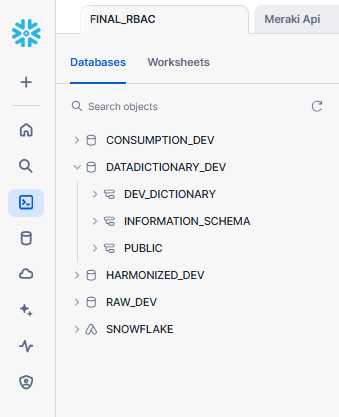 FINAL_RBAC
Meraki Api
Databases
Worksheets
Search objects
CONSUMPTION_DEV
DATADICTIONARY_DEV
DEV_DICTIONARY
INFORMATION_SCHEMA
PUBLIC
HARMONIZED_DEV
RAW_DEV
SNOWFLAKE